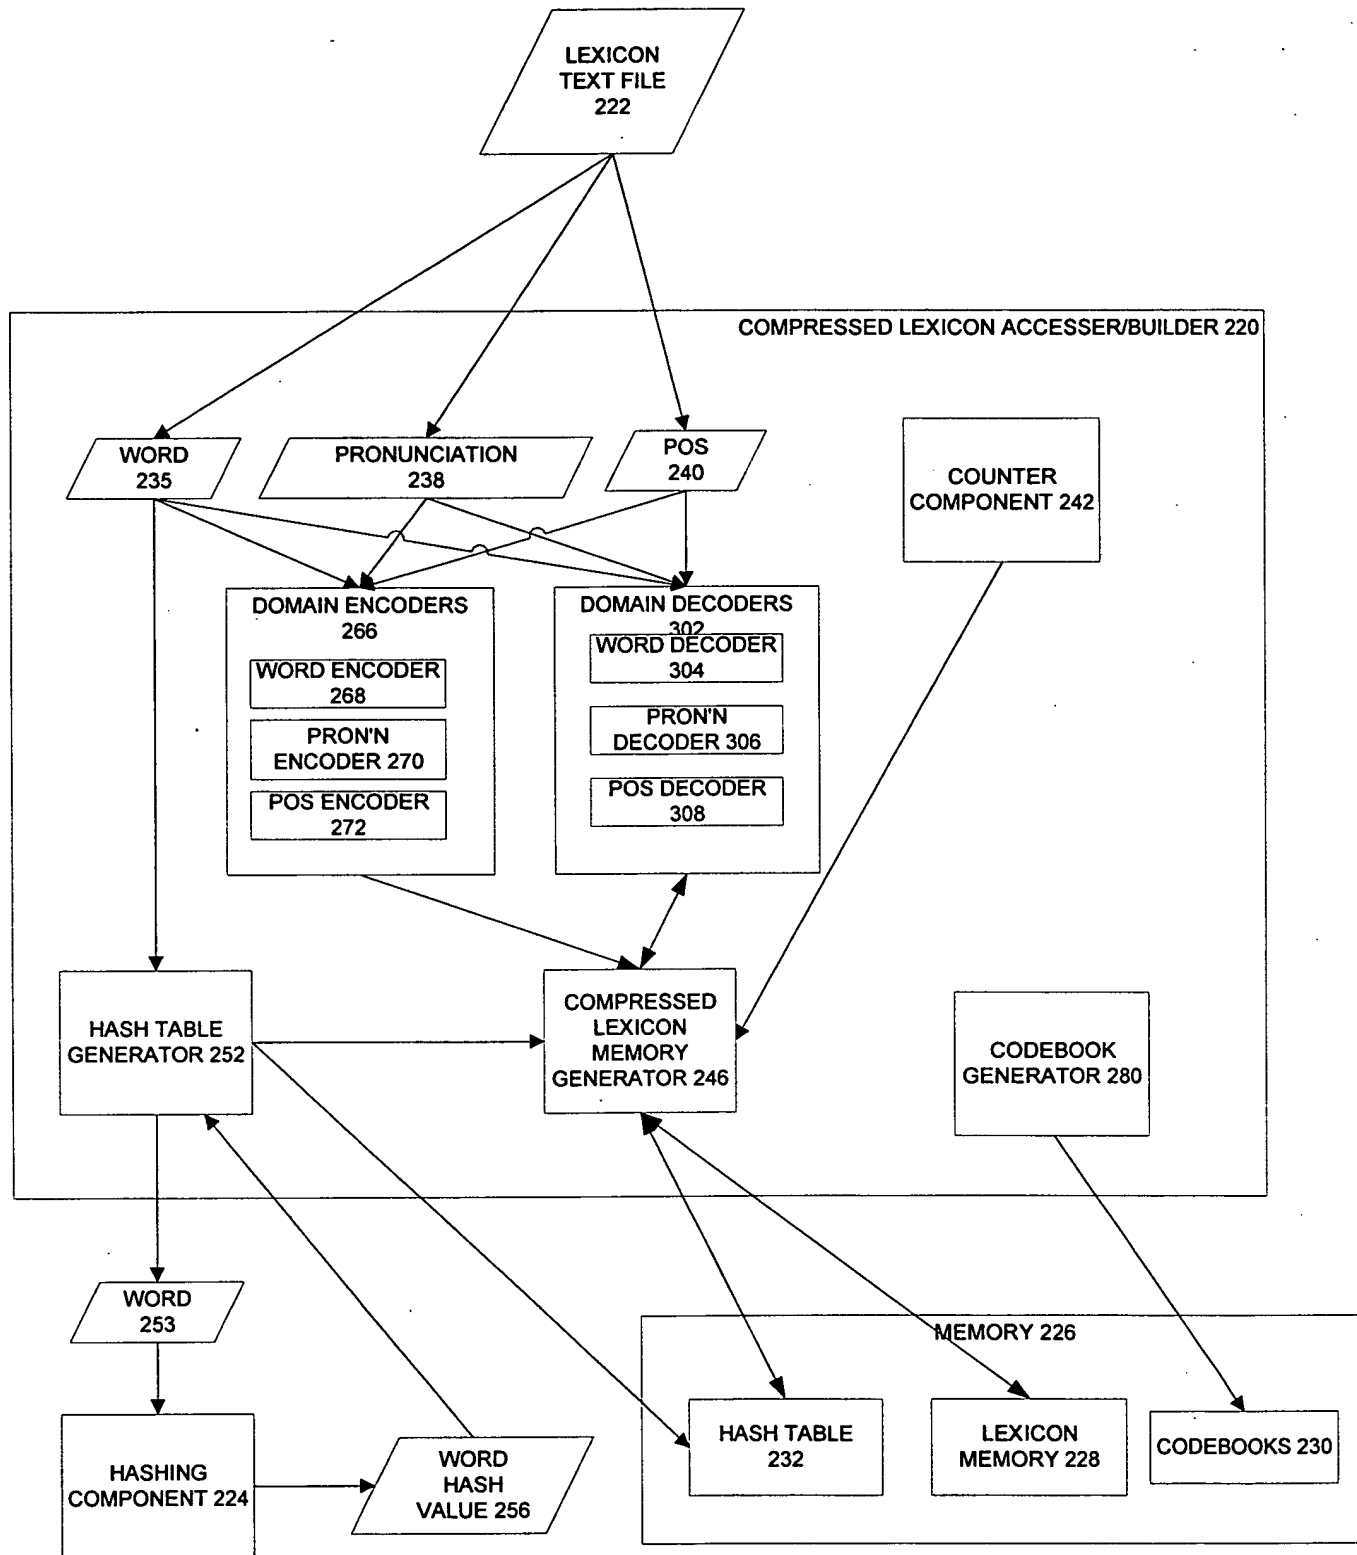 LEXICON
TEXT FILE
222
COMPRESSED LEXICON ACCESSER/BUILDER 220
WORD
235
PRONUNCIATION
238
POS
240
COUNTER
COMPONENT 242
DOMAIN ENCODERS
266
WORD ENCODER
268
PRON'N
ENCODER 270
POS ENCODER
272
DOMAIN DECODERS
302
WORD DECODER
304
PRON'N
DECODER 306
POS DECODER
308
HASH TABLE
GENERATOR 252
COMPRESSED
LEXICON
MEMORY
GENERATOR 246
CODEBOOK
GENERATOR 280
WORD
253
HASHING
COMPONENT 224
WORD
HASH
VALUE 256
MEMORY 226
HASH TABLE
232
LEXICON
MEMORY 228
CODEBOOKS 230